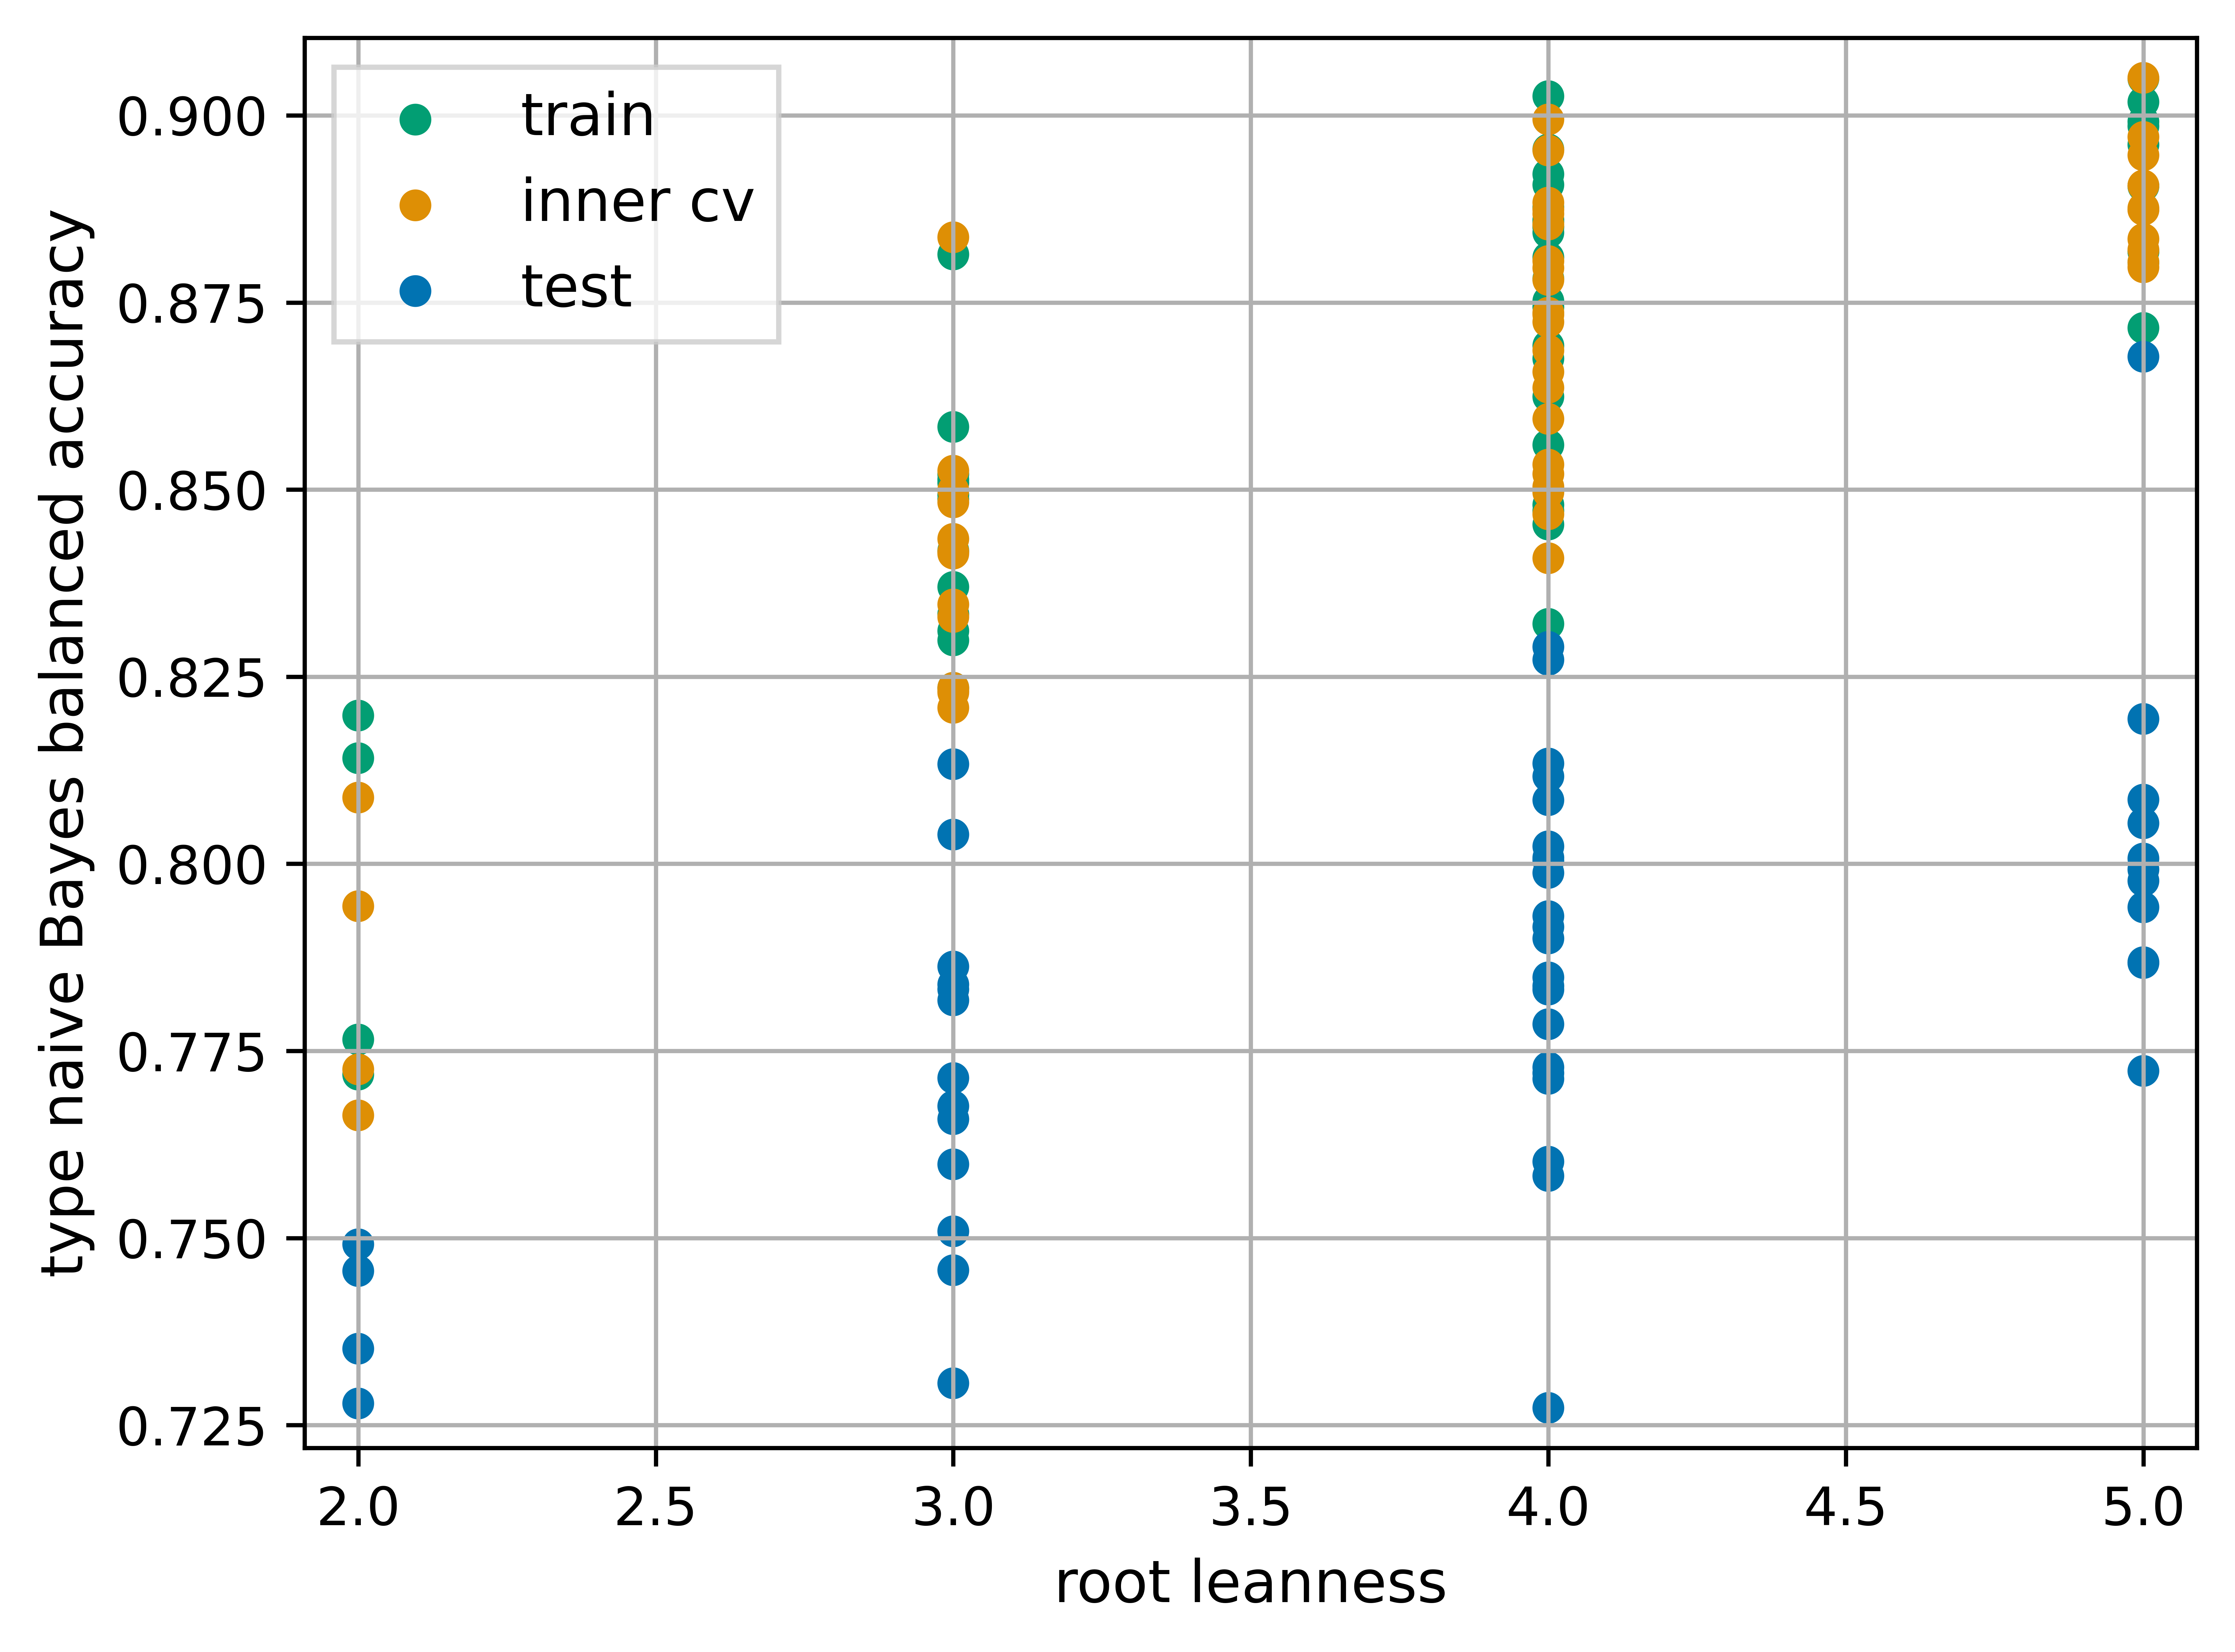 train
inner cv
test
type naive Bayes balanced accuracy
0.900
0.875
0.850
0.825
0.800
0.775
0.750
0.725
2.0 2.5 3.0 3.5 4.0 4.5 5.0
root leanness